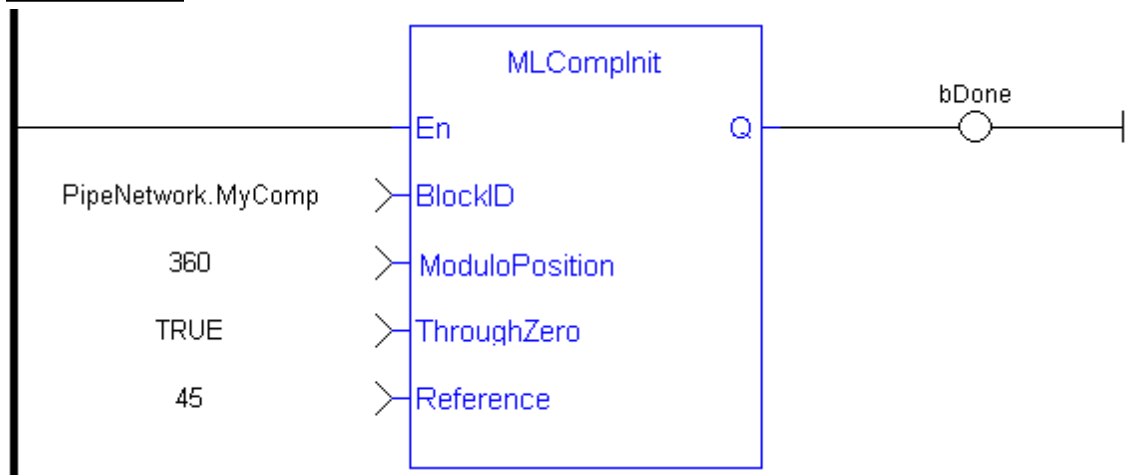 MLCompInit
bDone
En Q
PipeNetwork.MyComp BlockID
360 ModuloPosition
TRUE ThroughZero
45 Reference